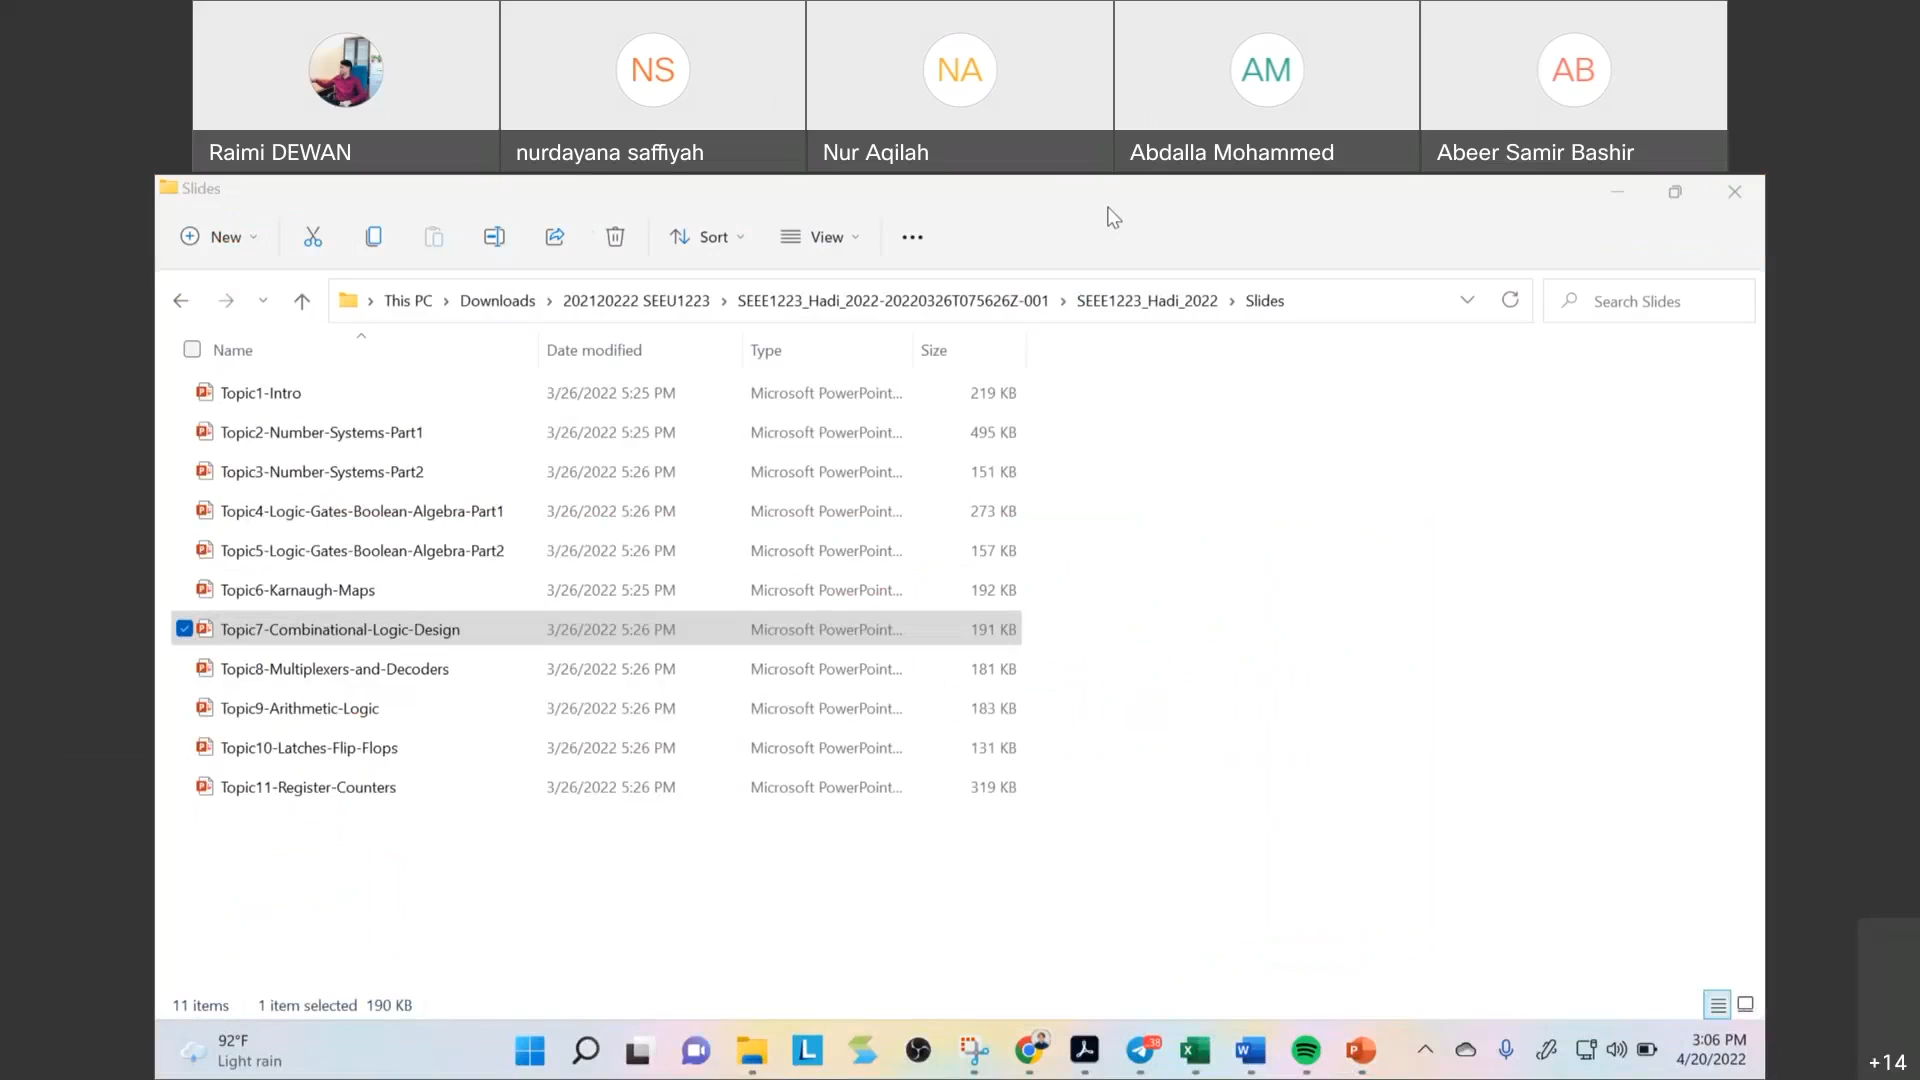 NS NA AM AB
Raimi DEWAN nurdayana saffiyah Nur Aqilah Abdalla Mohammed Abeer Samir Bashir
Slides
New Sort View
This PC > Downloads > 202120222 SEEU1223 > SEEE1223_Hadi_2022-20220326T075626Z-001 > SEEE1223_Hadi_2022 > Slides Search Slides
Name Date modified Type Size
Topic1-Intro 3/26/2022 5:25 PM Microsoft PowerPoint... 219 KB
Topic2-Number-Systems-Part1 3/26/2022 5:25 PM Microsoft PowerPoint... 495 KB
Topic3-Number-Systems-Part2 3/26/2022 5:26 PM Microsoft PowerPoint... 151 KB
Topic4-Logic-Gates-Boolean-Algebra-Part1 3/26/2022 5:26 PM Microsoft PowerPoint... 273 KB
Topic5-Logic-Gates-Boolean-Algebra-Part2 3/26/2022 5:26 PM Microsoft PowerPoint... 157 KB
Topic6-Karnaugh-Maps 3/26/2022 5:25 PM Microsoft PowerPoint... 192 KB
Topic7-Combinational-Logic-Design 3/26/2022 5:26 PM Microsoft PowerPoint... 191 KB
Topic8-Multiplexers-and-Decoders 3/26/2022 5:26 PM Microsoft PowerPoint... 181 KB
Topic9-Arithmetic-Logic 3/26/2022 5:26 PM Microsoft PowerPoint... 183 KB
Topic10-Latches-Flip-Flops 3/26/2022 5:26 PM Microsoft PowerPoint... 131 KB
Topic11-Register-Counters 3/26/2022 5:26 PM Microsoft PowerPoint... 319 KB
11 items 1 item selected 190 KB
92°F 38 3:06 PM
Light rain 4/20/2022
+14